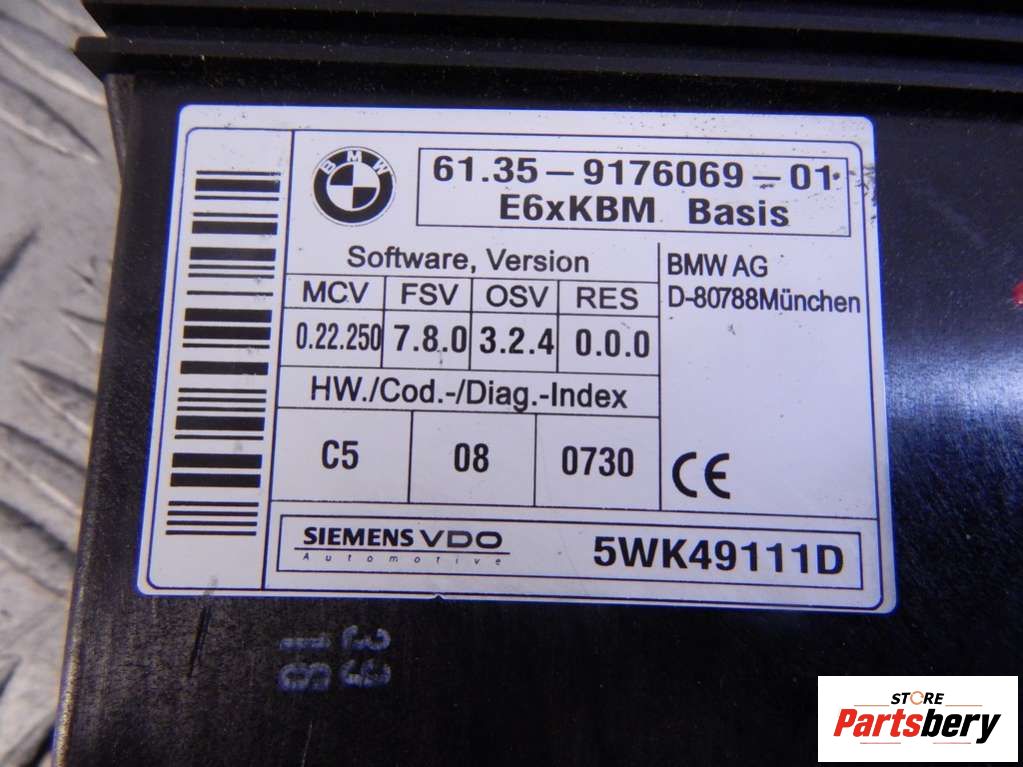 BMW
61.35-9176069-01
E6xKBM Basis
Software, Version
BMW AG
D-80788München
MCV FSV OSV RES
0.22.250 7.8.0 3.2.4 0.0.0
HW./Cod.-/Diag.-Index
C5 08 0730
CE
SIEMENS VDO
Automotive
5WK49111D
STORE
Partsbery